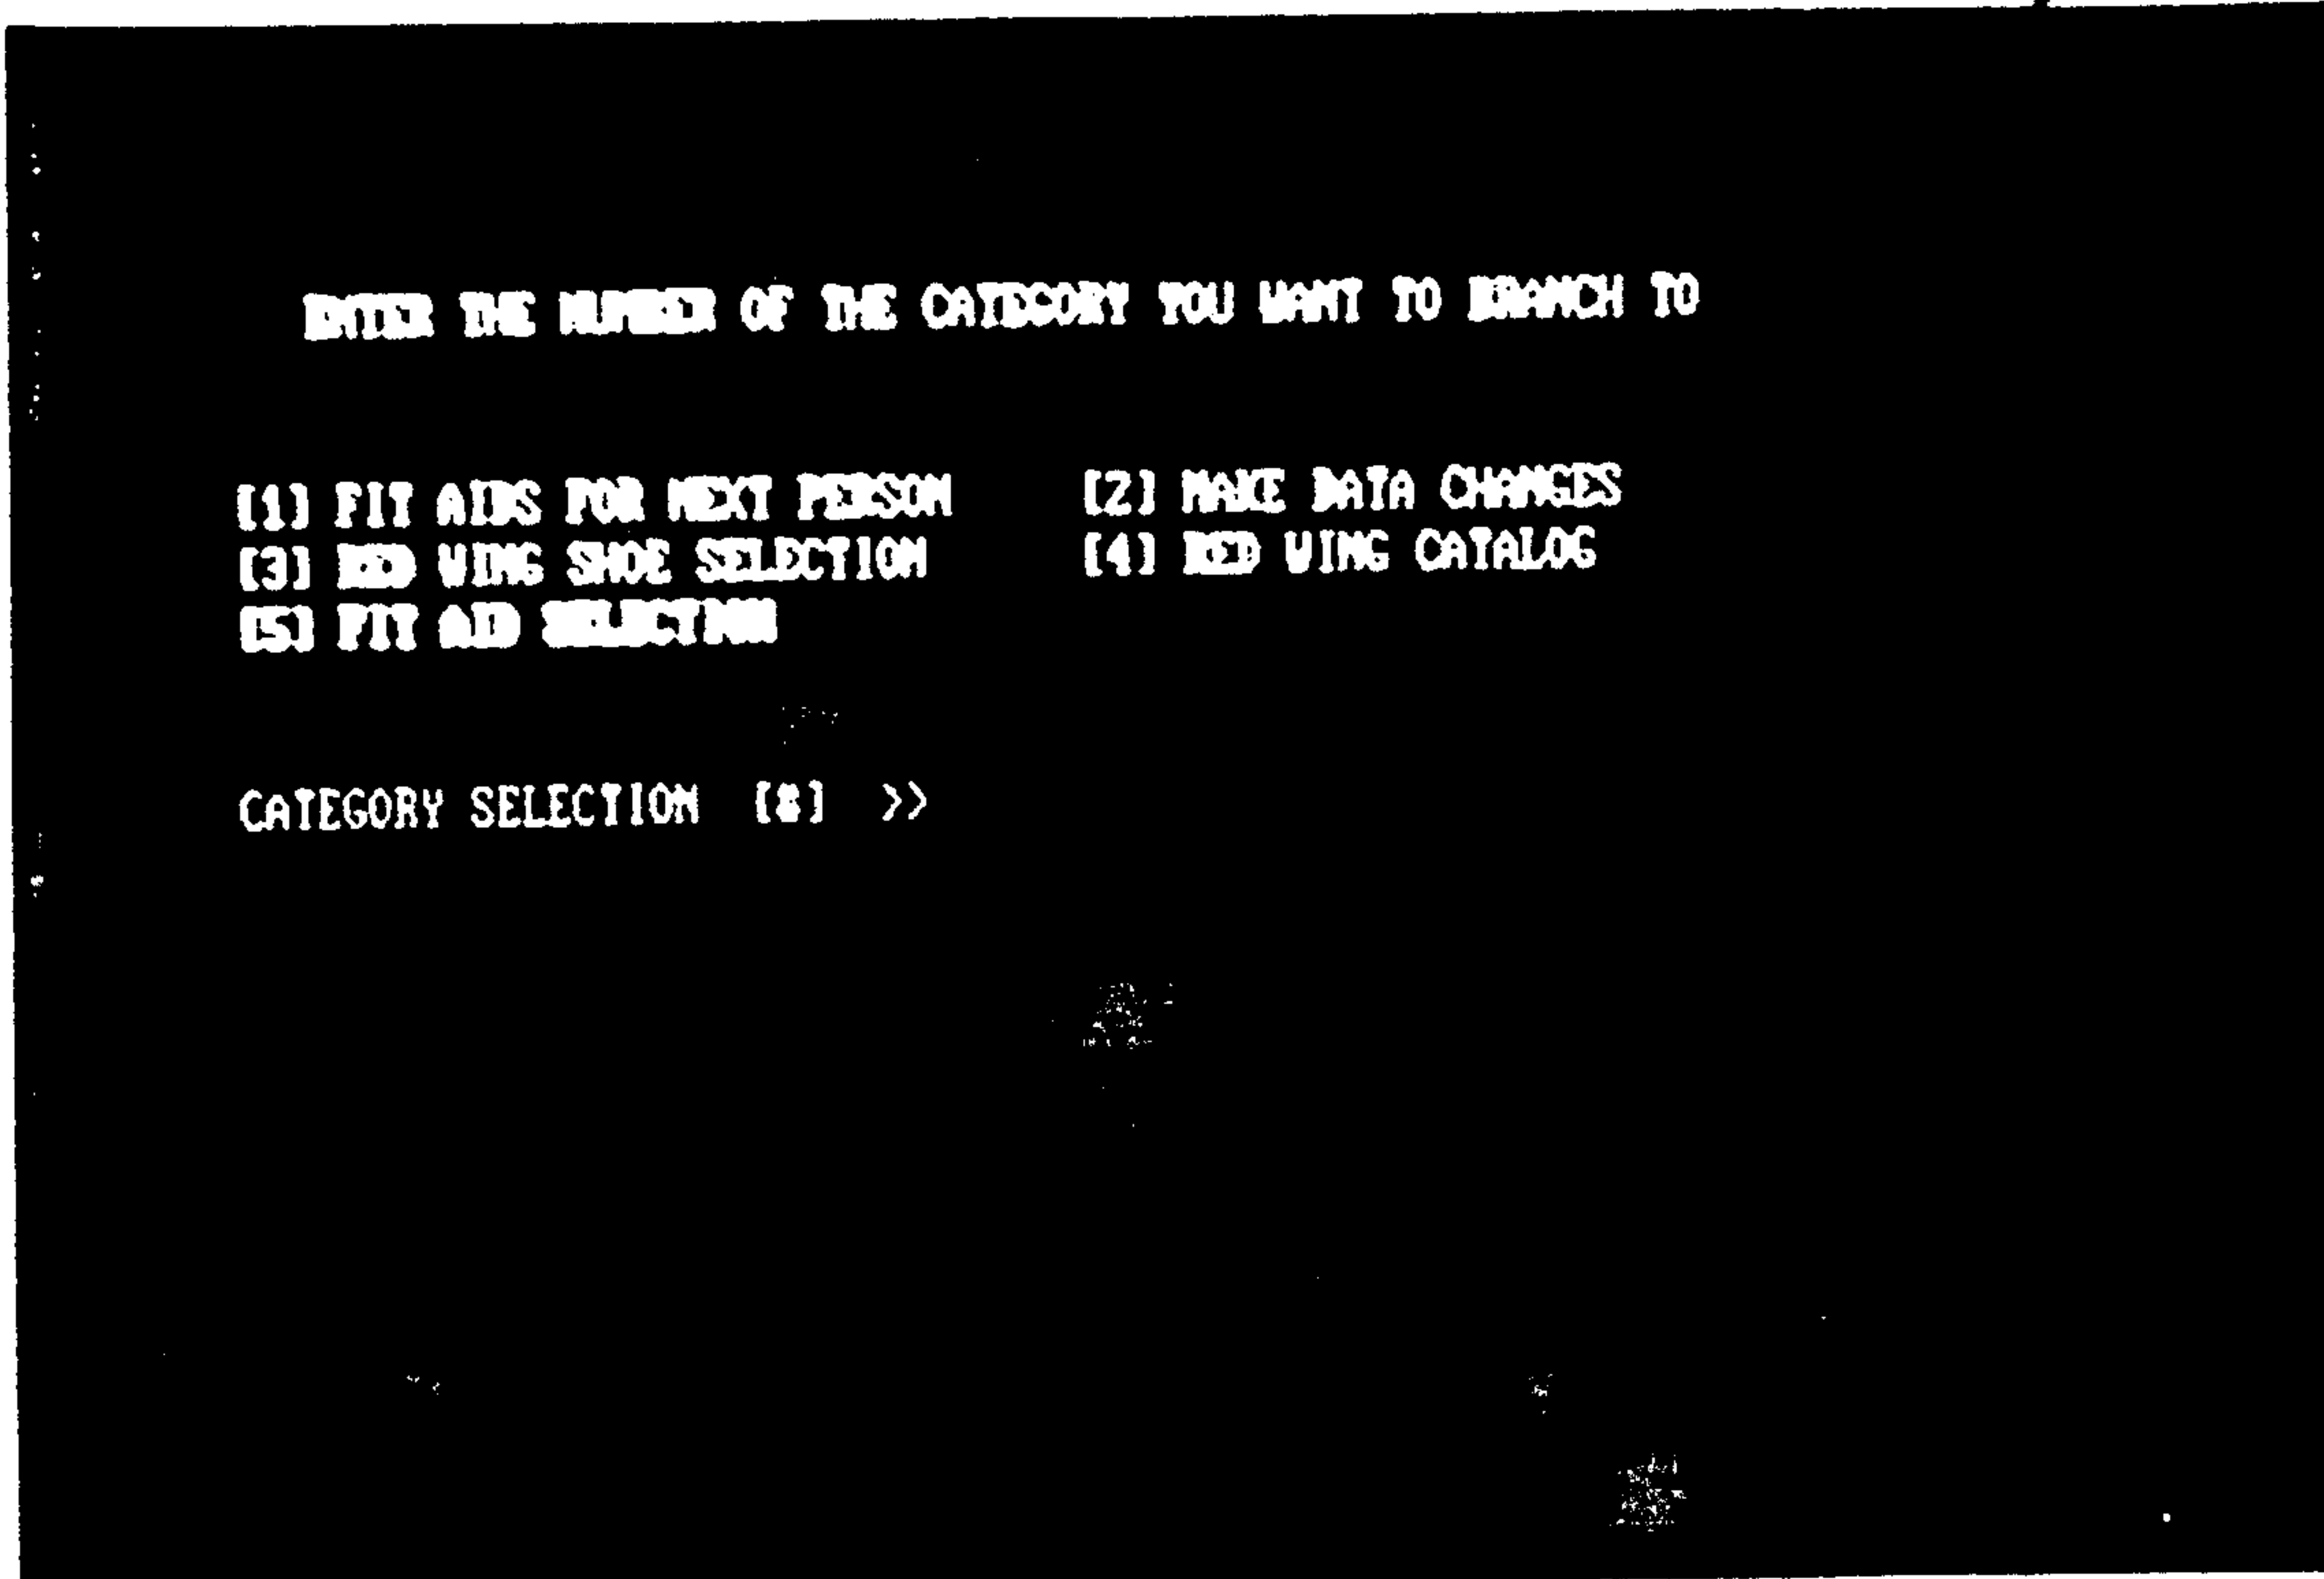 ENTER THE NUMBER OF THE CATEGORY YOU WANT TO BRANCH TO
(1) FIT AIDS FOR NEXT PERSON (2) MAKE DATA CHANGES
(3) RED WING SHOE SELECTION (4) RED WING CATALOG
(5) FIT AID SELECTION
CATEGORY SELECTION >>